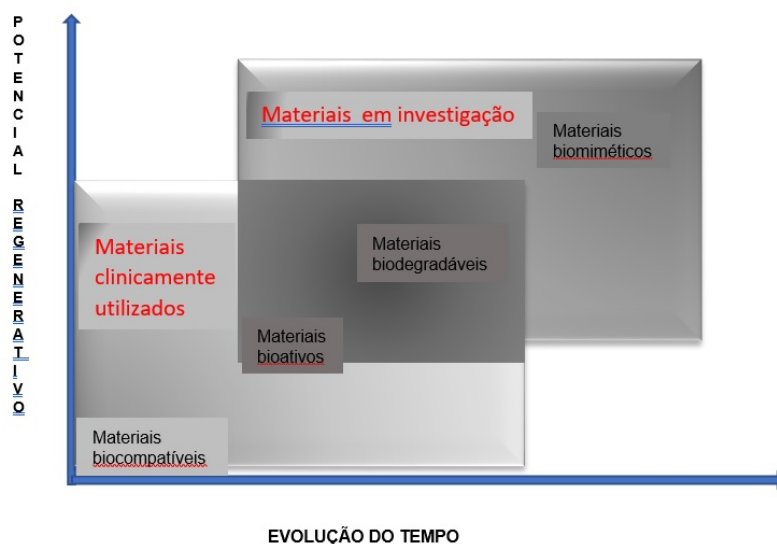 POTENCIAL REGENERATIVO
Materiais em investigação
Materiais
biomiméticos
Materiais
clinicamente
utilizados
Materiais
biodegradáveis
Materiais
bioativos
Materiais
biocompatíveis
EVOLUÇÃO DO TEMPO